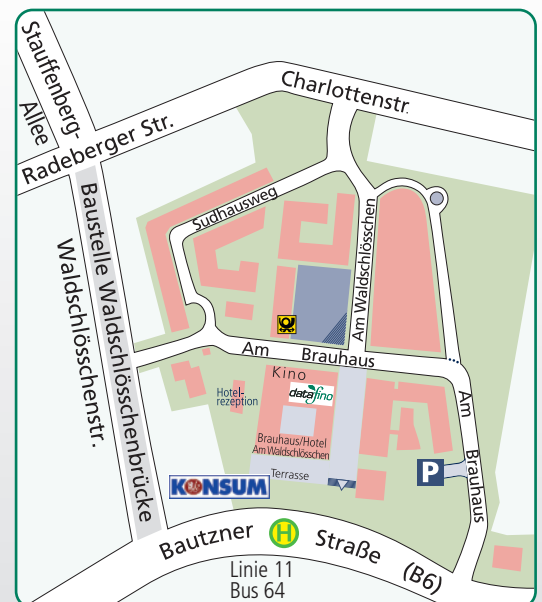 Stauffenberg-
Allee
Charlottenstr.
Radeberger Str.
Sudhausweg
Baustelle Waldschlösschenbrücke
Waldschlösschenstr.
Am Waldschlösschen
Am Brauhaus
Kino
datafino
Hotel-
rezeption
Brauhaus/Hotel
Am Waldschlösschen
Am Brauhaus
Terrasse
P
KONSUM
Bautzner H Straße (B6)
Linie 11
Bus 64